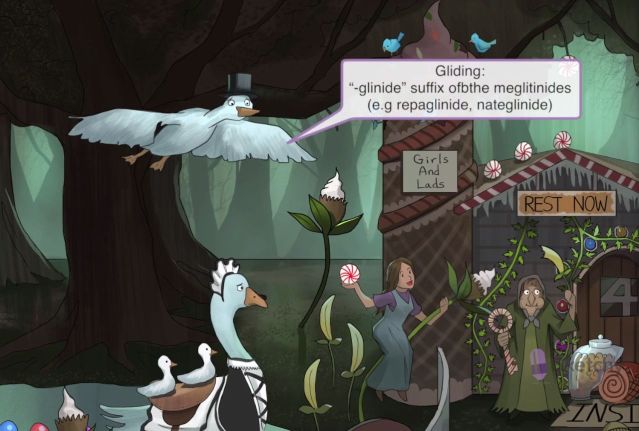 Gliding:
“-glinide” suffix ofbthe meglitinides
(e.g repaglinide, nateglinide)
Girls
And
Lads
REST NOW
4
INSI